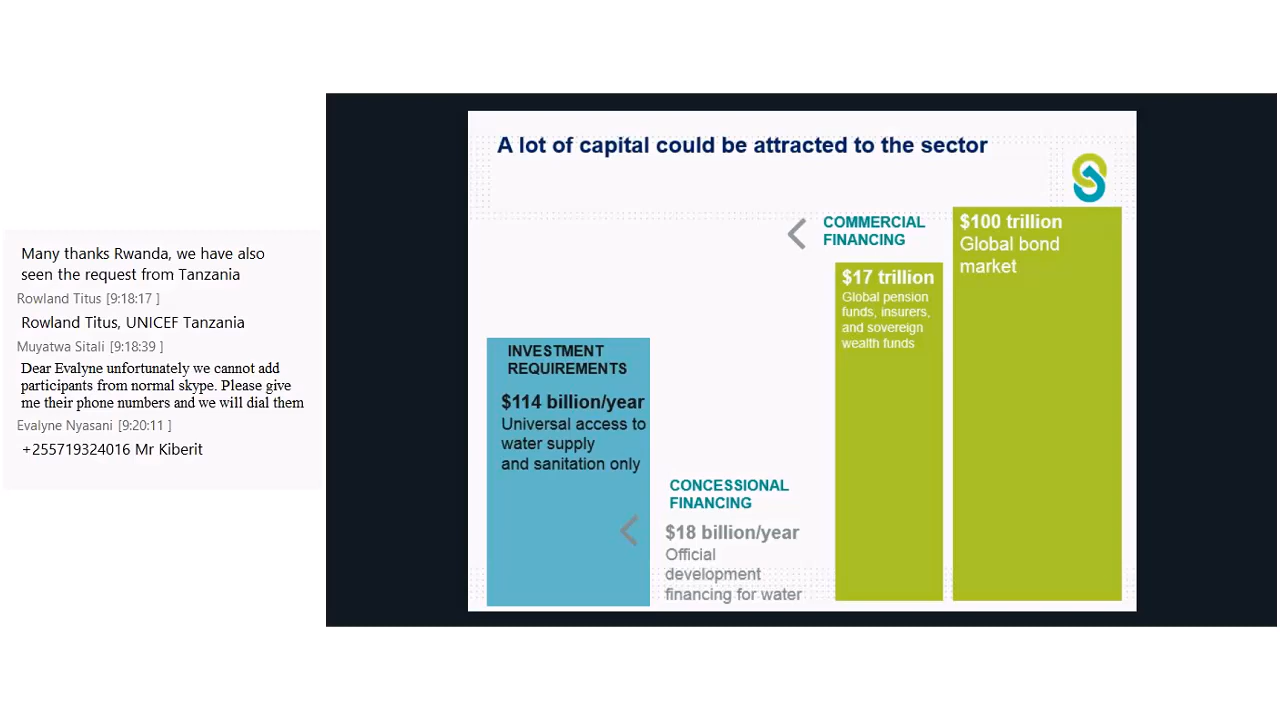 Many thanks Rwanda, we have also
seen the request from Tanzania
Rowland Titus [9:18:17 ]
Rowland Titus, UNICEF Tanzania
Muyatwa Sitali [9:18:39 ]
Dear Evalyne unfortunately we cannot add
participants from normal skype. Please give
me their phone numbers and we will dial them
Evalyne Nyasani [9:20:11 ]
+255719324016 Mr Kiberit
A lot of capital could be attracted to the sector
INVESTMENT
REQUIREMENTS
$114 billion/year
Universal access to
water supply
and sanitation only
CONCESSIONAL
FINANCING
$18 billion/year
Official
development
financing for water
COMMERCIAL
FINANCING
$17 trillion
Global pension
funds, insurers,
and sovereign
wealth funds
$100 trillion
Global bond
market